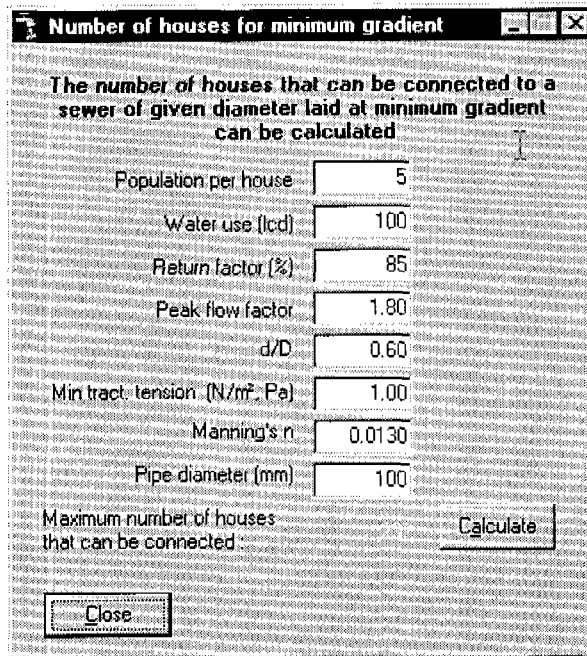 Number of houses for minimum gradient
The number of houses that can be connected to a
sewer of given diameter laid at minimum gradient
can be calculated
Population per house 5
Water use (lcd) 100
Return factor (%) 85
Peak flow factor 1.80
d/D 0.60
Min tract. tension (N/m², Pa) 1.00
Manning's n 0.0130
Pipe diameter (mm) 100
Maximum number of houses
that can be connected :
Calculate
Close